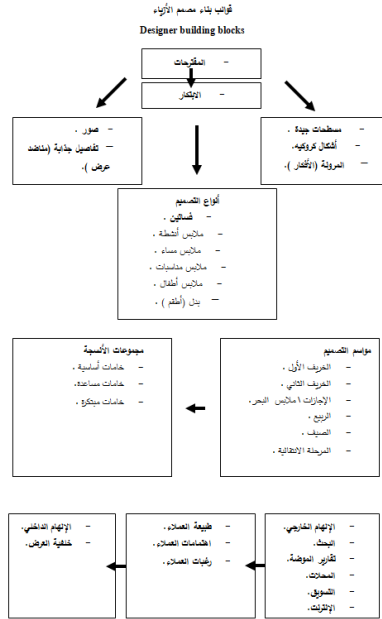 قوالب بناء مصمم الأزياء
Designer building blocks
- المقترحات
- الابتكار
- مسطحات جيدة .
- أشكال كروكيه.
- المرونة (الأفكار ) .
- صور .
- تفاصيل جذابة (مناضد
عرض ).
أنواع التصميم
- فساتين .
- ملابس أنشطة .
- ملابس مساء .
- ملابس مناسبات .
- ملابس أطفال .
- بدل (أطقم ) .
مواسم التصميم
- الخريف الأول .
- الخريف الثاني .
- الإجازات \ ملابس البحر.
- الربيع .
- الصيف .
- المرحلة الانتقالية .
مجموعات الأنسجة
- خامات أساسية .
- خامات مساعدة.
- خامات مبتكرة .
- الإلهام الخارجي.
- البحث.
- تقارير الموضة.
- المحلات.
- التسويق.
- الإنترنت.
- طبيعة العملاء.
- اهتمامات العملاء.
- رغبات العملاء.
- الإلهام الداخلي.
- خلفية العرض.